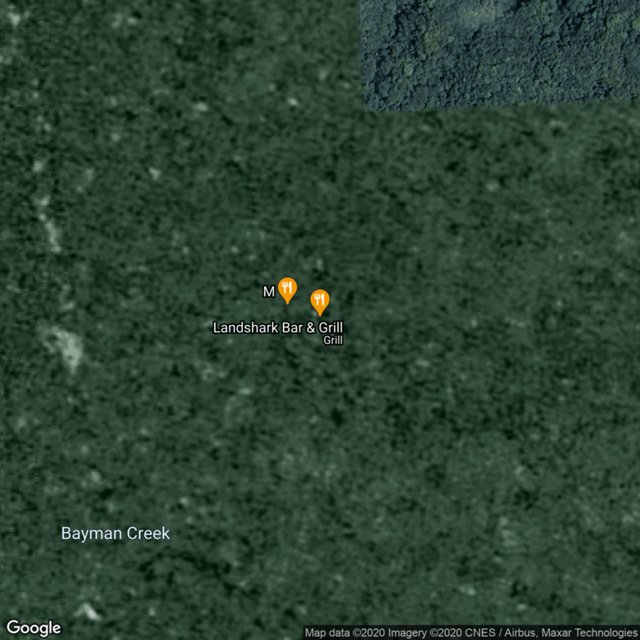 M
Landshark Bar & Grill
Grill
Bayman Creek
Google
Map data ©2020 Imagery ©2020 CNES / Airbus, Maxar Technologies